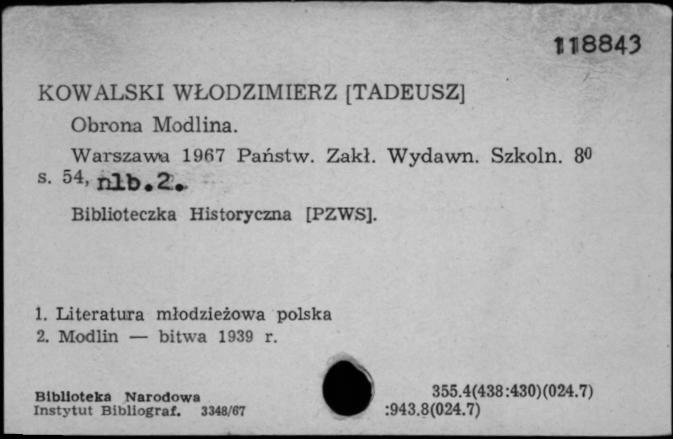 118843
KOWALSKI WŁODZIMIERZ [TADEUSZ]
Obrona Modlina.
Warszawa 1967 Państw. Zakł. Wydawn. Szkoln. 8⁰
s. 54, nlb.2.
Biblioteczka Historyczna [PZWS].
1. Literatura młodzieżowa polska
2. Modlin — bitwa 1939 r.
Biblioteka Narodowa 355.4(438:430)(024.7)
Instytut Bibliograf. 3348/67 :943.8(024.7)